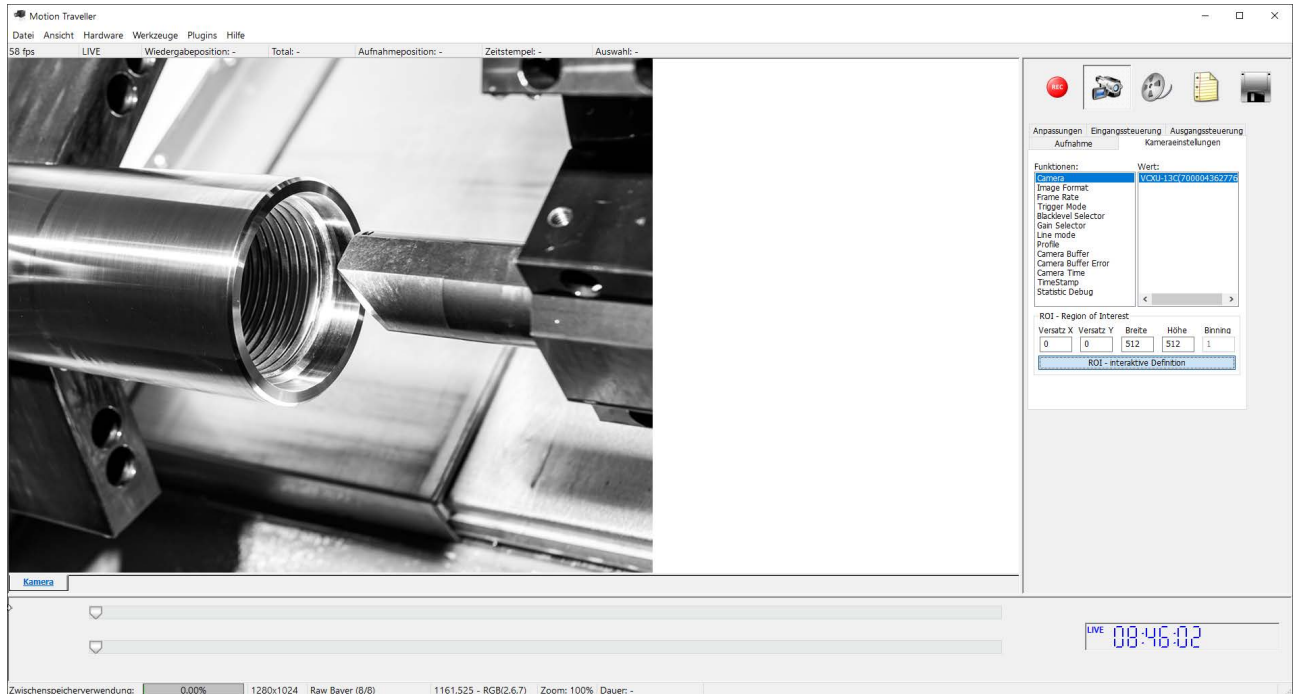 Motion Traveller
Datei Ansicht Hardware Werkzeuge Plugins Hilfe
58 fps LIVE Wiedergabeposition: - Total: - Aufnahmeposition: - Zeitstempel: - Auswahl: -
REC
Anpassungen Eingangssteuerung Ausgangssteuerung
Aufnahme Kameraeinstellungen
Funktionen: Wert:
Camera VCXU-13C(700004362776
Image Format
Frame Rate
Trigger Mode
Blacklevel Selector
Gain Selector
Line mode
Profile
Camera Buffer
Camera Buffer Error
Camera Time
TimeStamp
Statistic Debug
ROI - Region of Interest
Versatz X Versatz Y Breite Höhe Binning
0 0 512 512 1
ROI - interaktive Definition
Kamera
LIVE 08:46:02
Zwischenspeicherverwendung: 0.00% 1280x1024 Raw Bayer (8/8) 1161,525 - RGB(2,6,7) Zoom: 100% Dauer: -